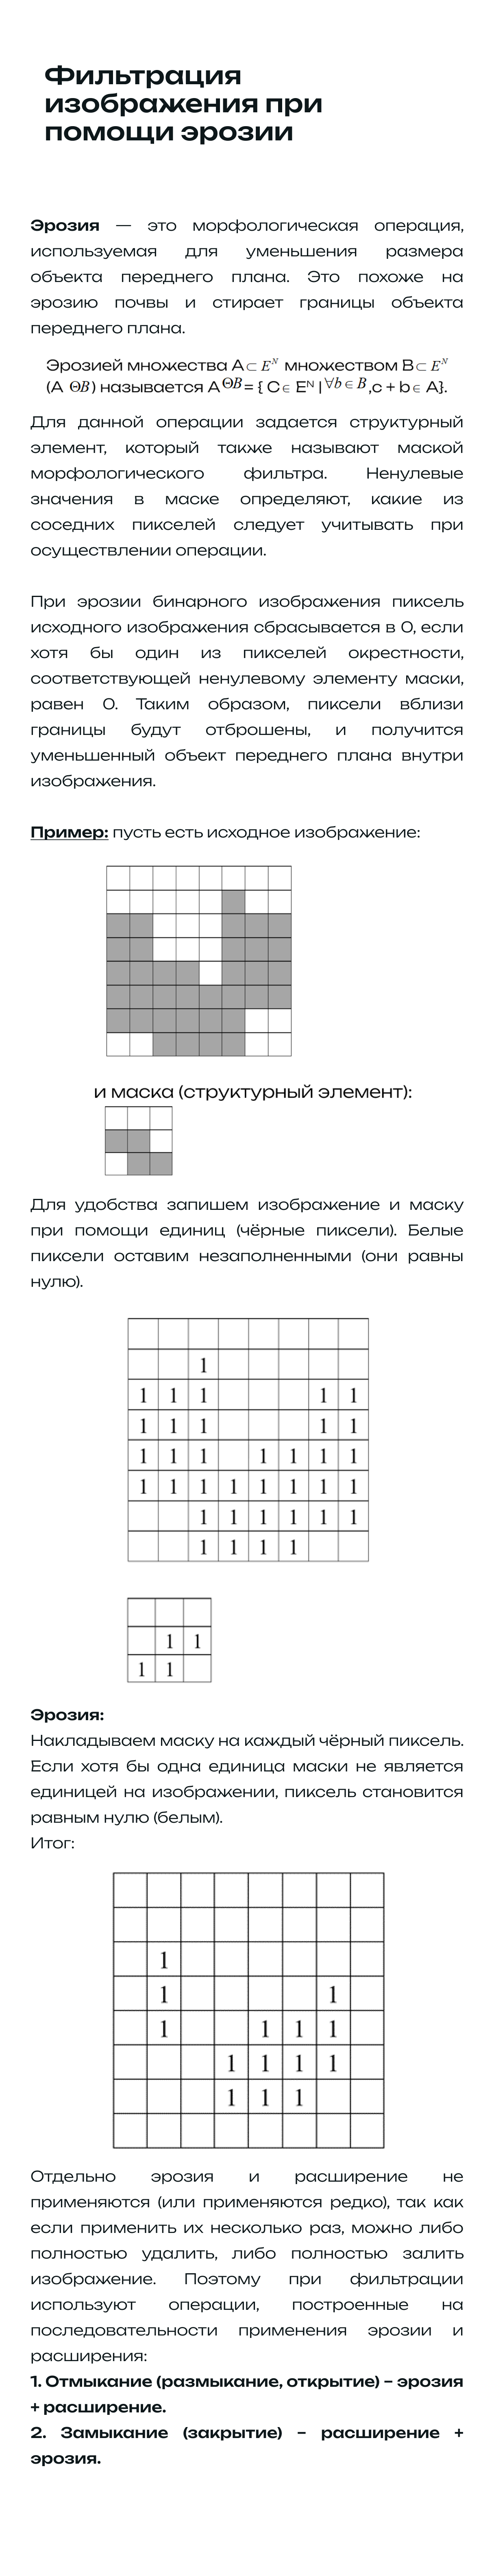 Фильтрация
изображения при
помощи эрозии
Эрозия — это морфологическая операция,
используемая для уменьшения размера
объекта переднего плана. Это похоже на
эрозию почвы и стирает границы объекта
переднего плана.
Эрозией множества A⊂ Eᴺ множеством B⊂ Eᴺ
(A ΘB) называется A ΘB= { C∈ Eᴺ | ∀b ∈ B,c + b∈ A}.
Для данной операции задается структурный
элемент, который также называют маской
морфологического фильтра. Ненулевые
значения в маске определяют, какие из
соседних пикселей следует учитывать при
осуществлении операции.
При эрозии бинарного изображения пиксель
исходного изображения сбрасывается в 0, если
хотя бы один из пикселей окрестности,
соответствующей ненулевому элементу маски,
равен 0. Таким образом, пиксели вблизи
границы будут отброшены, и получится
уменьшенный объект переднего плана внутри
изображения.
Пример: пусть есть исходное изображение:
и маска (структурный элемент):
Для удобства запишем изображение и маску
при помощи единиц (чёрные пиксели). Белые
пиксели оставим незаполненными (они равны
нулю).
1
1 1 1 1 1
1 1 1 1 1
1 1 1 1 1 1 1
1 1 1 1 1 1 1 1
1 1 1 1 1 1
1 1 1 1
1 1
1 1
Эрозия:
Накладываем маску на каждый чёрный пиксель.
Если хотя бы одна единица маски не является
единицей на изображении, пиксель становится
равным нулю (белым).
Итог:
1
1 1
1 1 1 1
1 1 1 1
1 1 1
Отдельно эрозия и расширение не
применяются (или применяются редко), так как
если применить их несколько раз, можно либо
полностью удалить, либо полностью залить
изображение. Поэтому при фильтрации
используют операции, построенные на
последовательности применения эрозии и
расширения:
1. Отмыкание (размыкание, открытие) – эрозия
+ расширение.
2. Замыкание (закрытие) – расширение +
эрозия.